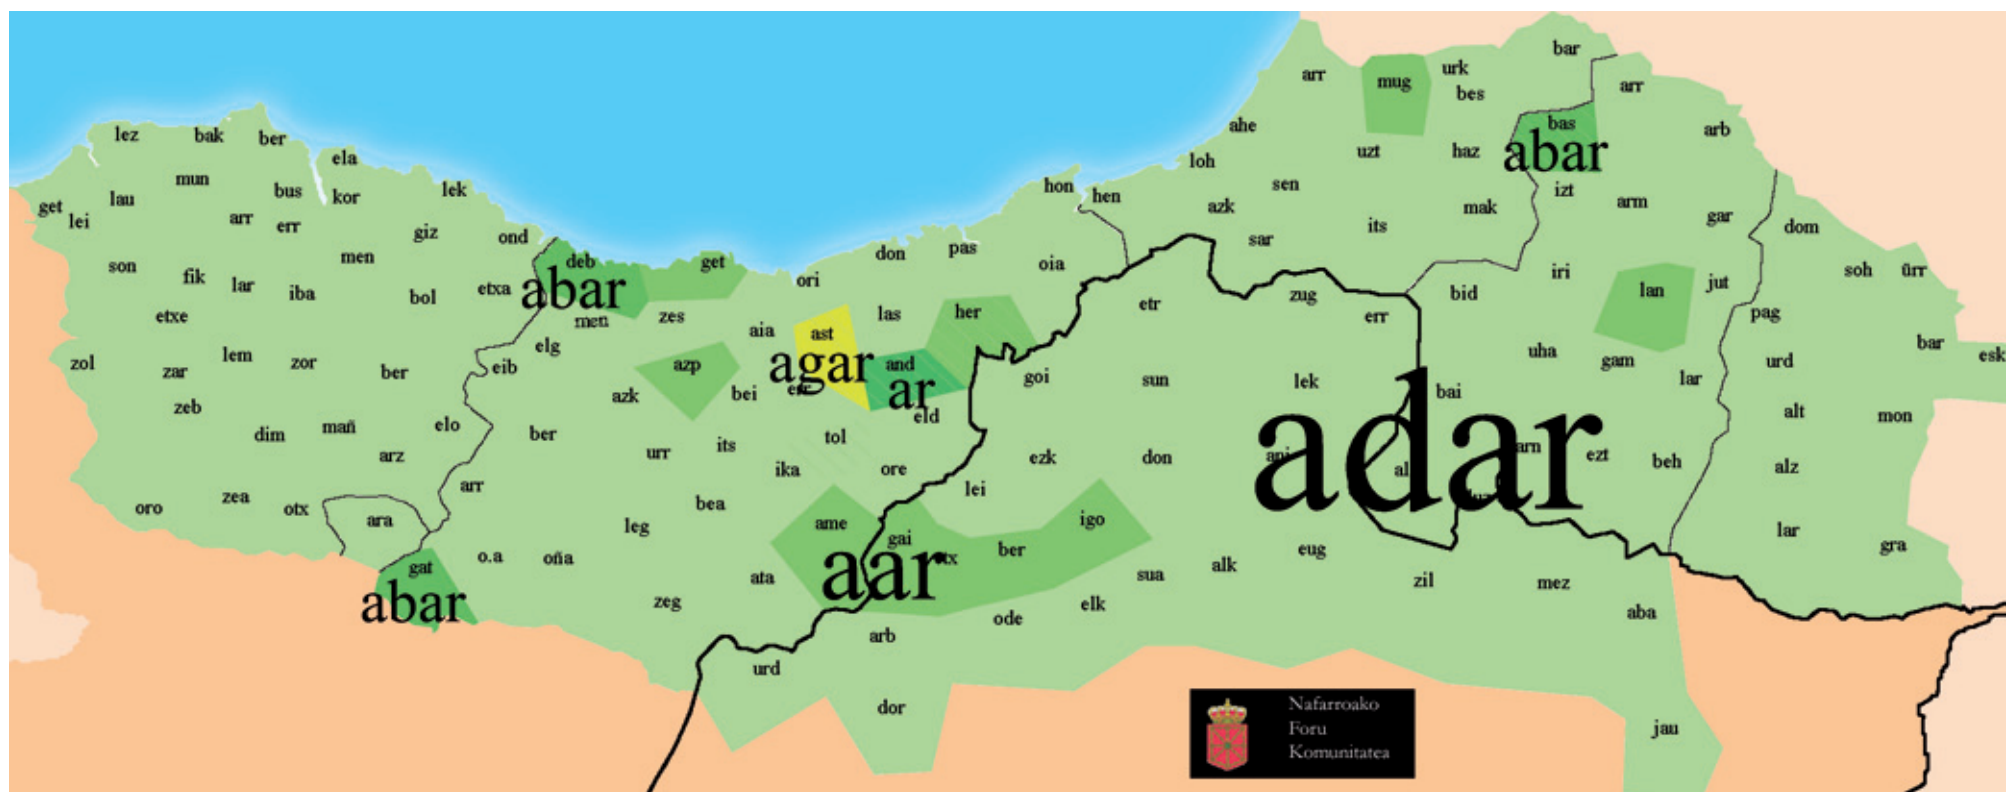 bar
arr
mug
urk
bes
arr
lez
bak
ber
ahe
bas
arb
abar
ela
uzt
haz
loh
mun
bus
kor
lek
hon
hen
sen
izt
get
lau
azk
mak
arm
gar
lei
arr
err
giz
ond
its
dom
son
men
don
pas
sar
fik
lar
iba
deb
get
ori
oia
iri
soh
ürr
etxa
abar
bol
zug
bid
lan
jut
etxe
men
zes
aia
ast
las
her
etr
err
pag
zol
lem
zor
elg
uha
bar
esk
zar
ber
eib
azp
agar
and
goi
sun
lek
gam
lar
urd
zeb
azk
bei
ar
bai
adar
alt
mon
dim
mañ
elo
ber
eld
arz
urr
its
tol
ezk
don
arn
ezt
beh
alz
ika
ore
oro
zea
otx
arr
lei
ara
leg
bea
ame
gai
igo
lar
gat
o.a
oña
ber
eug
gra
abar
ata
aar
sua
alk
zil
mez
zeg
ode
elk
aba
arb
urd
dor
jau
Nafarroako
Foru
Komunitatea